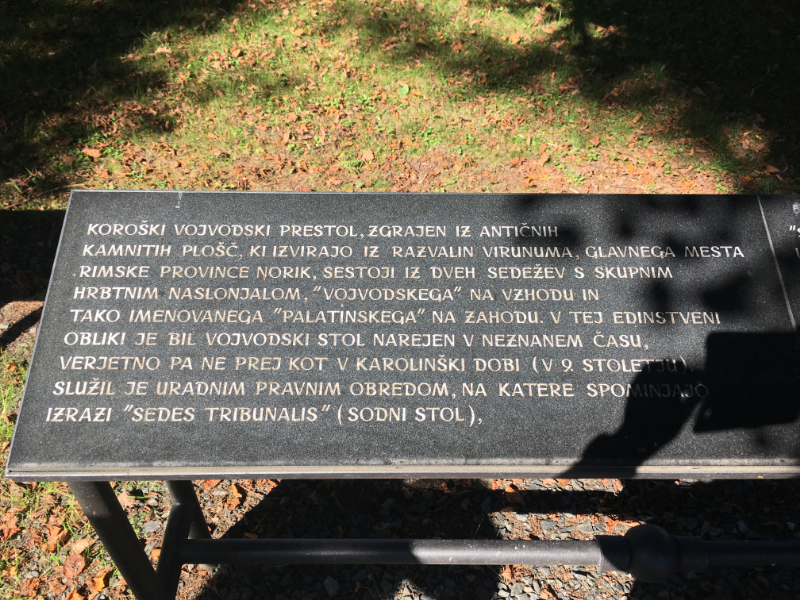 KOROŠKI VOJVODSKI PRESTOL, ZGRAJEN IZ ANTIČNIH
KAMNITIH PLOŠČ, KI IZVIRAJO IZ RAZVALIN VIRUNUMA, GLAVNEGA MESTA
RIMSKE PROVINCE NORIK, SESTOJI IZ DVEH SEDEŽEV S SKUPNIM
HRBTNIM NASLONJALOM, "VOJVODSKEGA" NA VZHODU IN
TAKO IMENOVANEGA "PALATINSKEGA" NA ZAHODU. V TEJ EDINSTVENI
OBLIKI JE BIL VOJVODSKI STOL NAREJEN V NEZNANEM ČASU,
VERJETNO PA NE PREJ KOT V KAROLINŠKI DOBI (V 9. STOLETJU)
SLUŽIL JE URADNIM PRAVNIM OBREDOM, NA KATERE SPOMINJAJO
IZRAZI "SEDES TRIBUNALIS" (SODNI STOL),